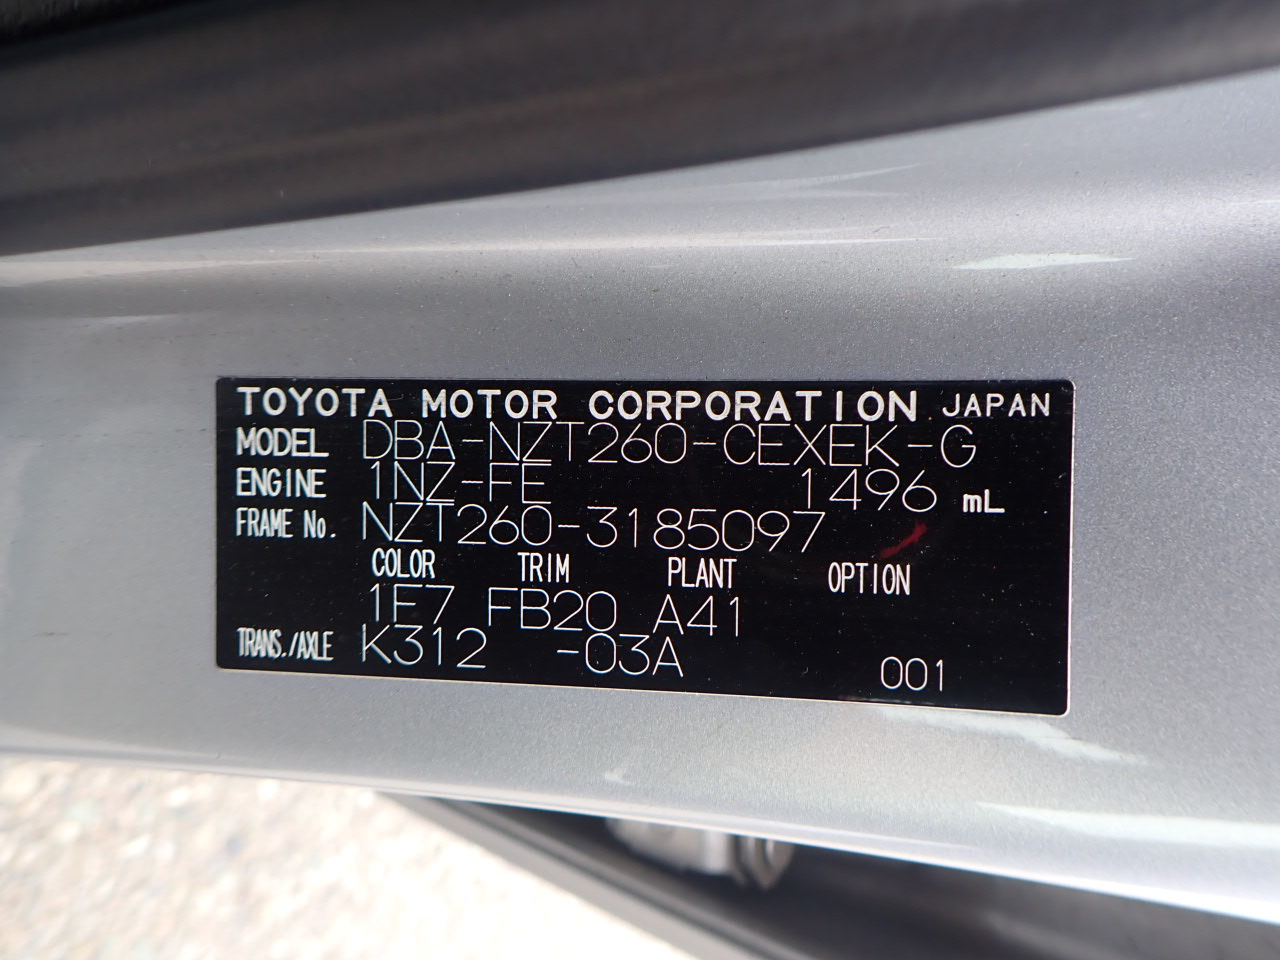 TOYOTA MOTOR CORPORATION JAPAN
MODEL DBA-NZT260-CEXEK-G
ENGINE 1NZ-FE 1496 mL
FRAME No. NZT260-3185097
COLOR TRIM PLANT OPTION
1E7 FB20 A41
TRANS./AXLE K312 -03A 001